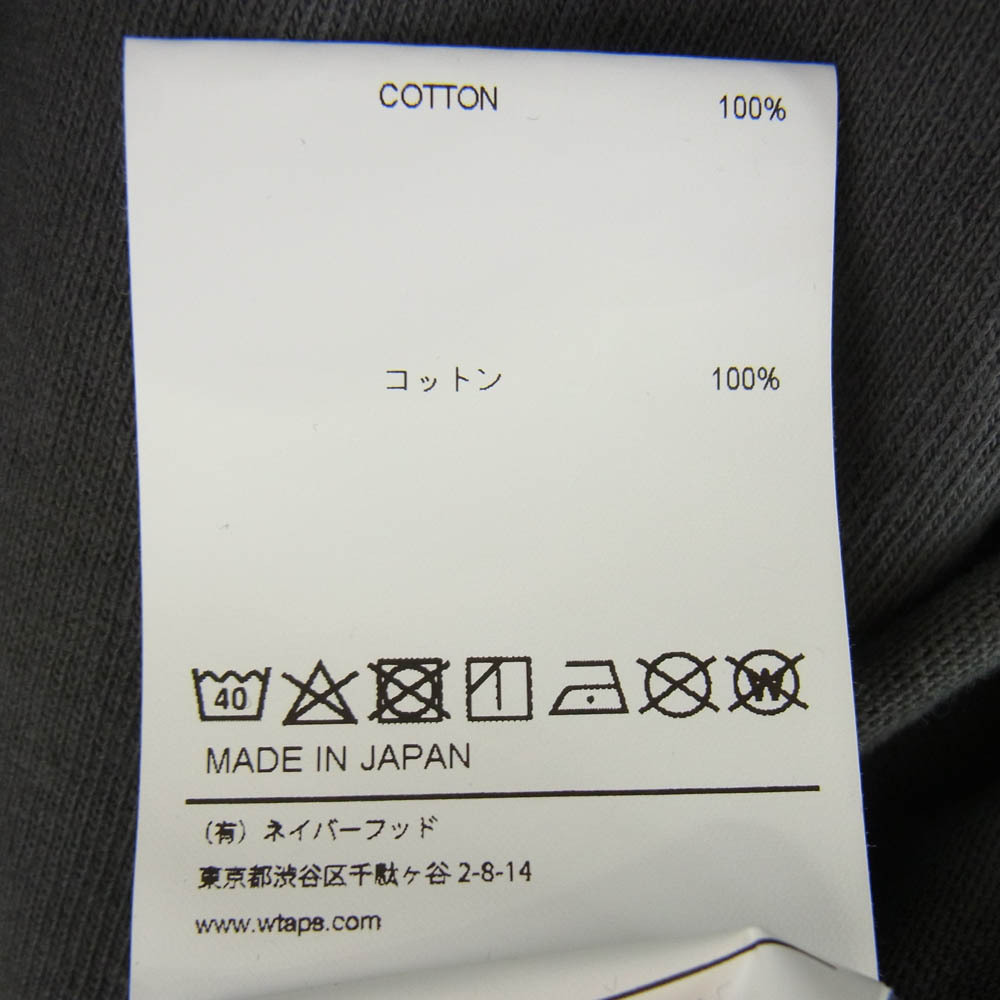 COTTON 100%
コットン 100%
40 W
MADE IN JAPAN
(有) ネイバーフッド
東京都渋谷区千駄ヶ谷 2-8-14
www.wtaps.com